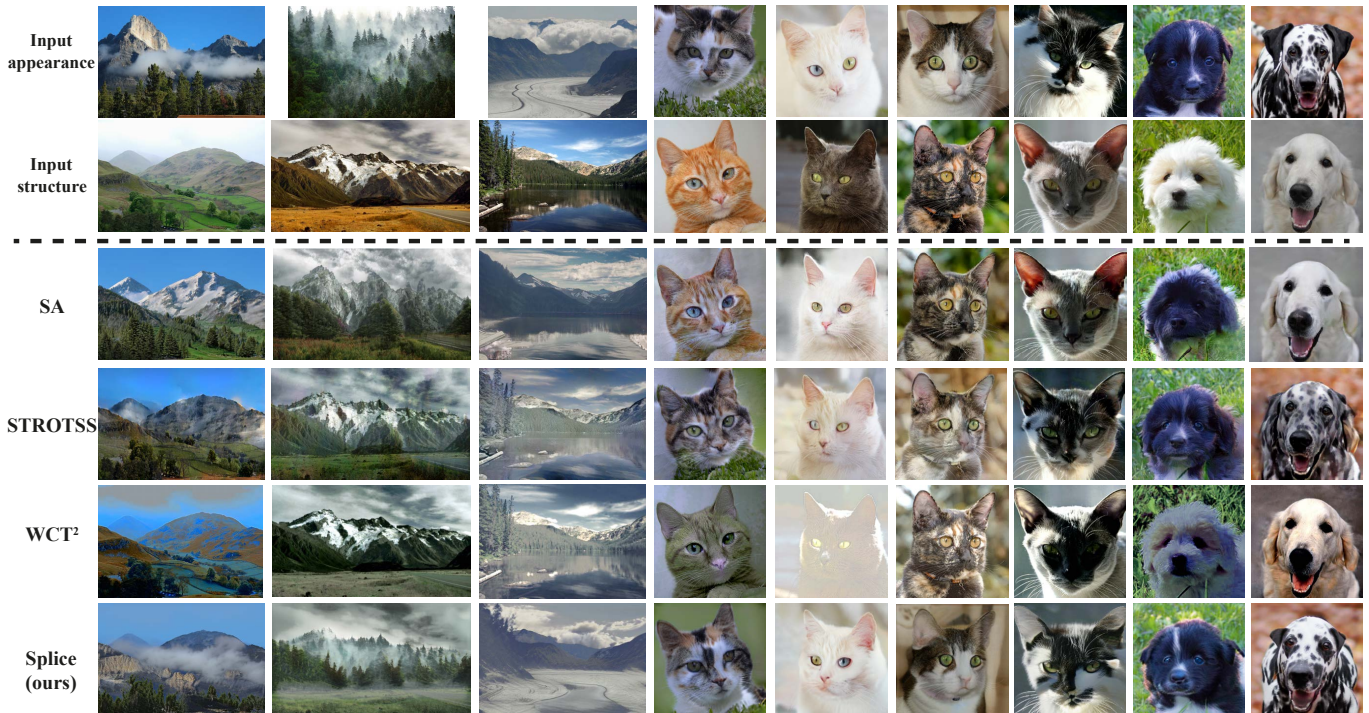 Input
appearance
Input
structure
SA
STROTSS
WCT²
Splice
(ours)